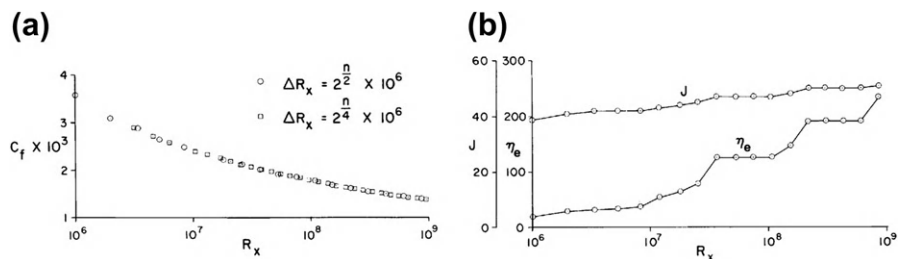 (a)
4
3
2
1
C_f × 10^3
○ ΔR_x = 2^{n/2} × 10^6
□ ΔR_x = 2^{n/4} × 10^6
10^6 10^7 10^8 10^9
R_x
(b)
60 300
40 200
J η_e
20 100
0 0
J
η_e
10^6 10^7 10^8 10^9
R_x